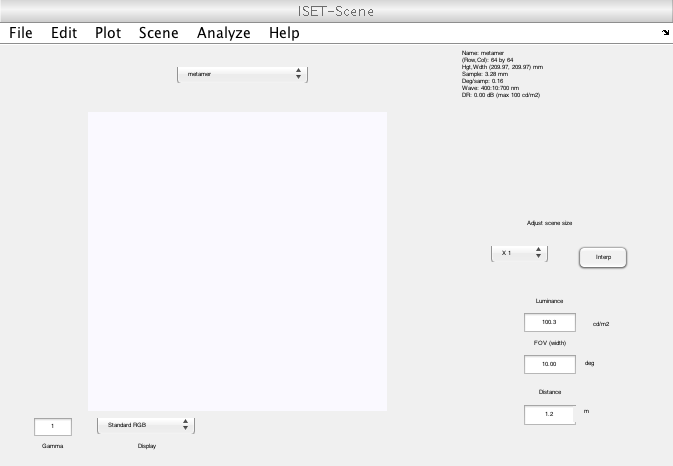 ISET-Scene
File Edit Plot Scene Analyze Help
metamer
Name: metamer
(Row,Col): 64 by 64
Hgt,Wdth (209.97, 209.97) mm
Sample: 3.28 mm
Deg/samp: 0.16
Wave: 400:10:700 nm
DR: 0.00 dB (max 100 cd/m2)
Adjust scene size
X 1
Interp
Luminance
100.3 cd/m2
FOV (width)
10.00 deg
Distance
1.2 m
1 Standard RGB
Gamma Display